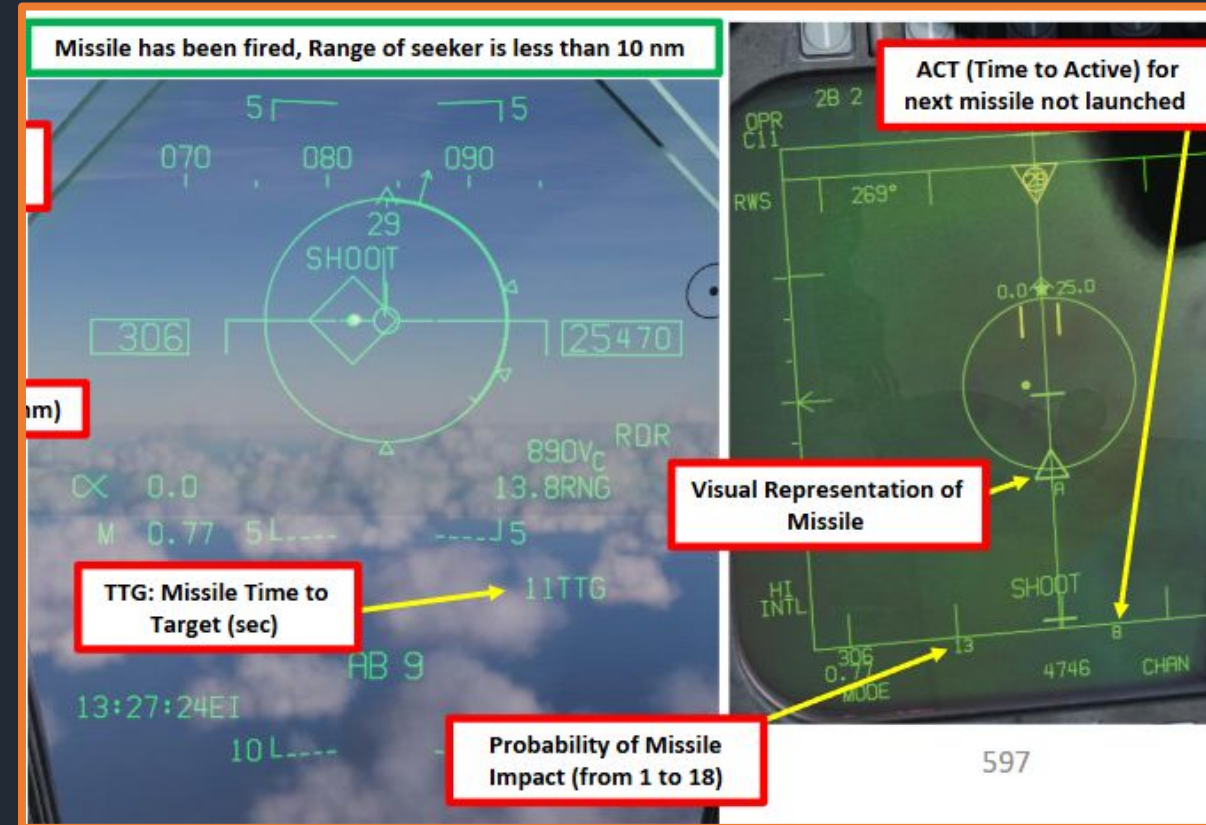 Missile has been fired, Range of seeker is less than 10 nm
5 5
070 080 090
29
SHOOT
306
25470
nm)
RDR
890Vc
13.8RNG
∝ 0.0
M 0.77 5 5
11TTG
TTG: Missile Time to
Target (sec)
AB 9
13:27:24EI
10
Probability of Missile
Impact (from 1 to 18)
ACT (Time to Active) for
next missile not launched
2B 2
OPR
C11
RWS
269°
0.0 25.0
A
Visual Representation of
Missile
HI
INTL
SHOOT
13
8
306
0.77
MODE
4746
CHAN
597